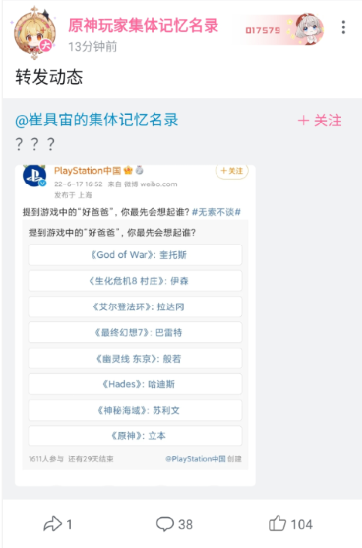 原神玩家集体记忆名录
13分钟前
017575
转发动态
@崔具宙的集体记忆名录
+ 关注
？？？
PlayStation中国
+关注
22-6-17 10:52 来自 微博 weibo.com
发布于 上海
提到游戏中的“好爸爸”，你最先会想起谁？#无索不谈#
提到游戏中的“好爸爸”，你最先会想起谁？
《God of War》：奎托斯
《生化危机8 村庄》：伊森
《艾尔登法环》：拉达冈
《最终幻想7》：巴雷特
《幽灵线 东京》：般若
《Hades》：哈迪斯
《神秘海域》：苏利文
《原神》：立本
1611人参与 还有29天结束
@PlayStation中国 创建
1
38
104